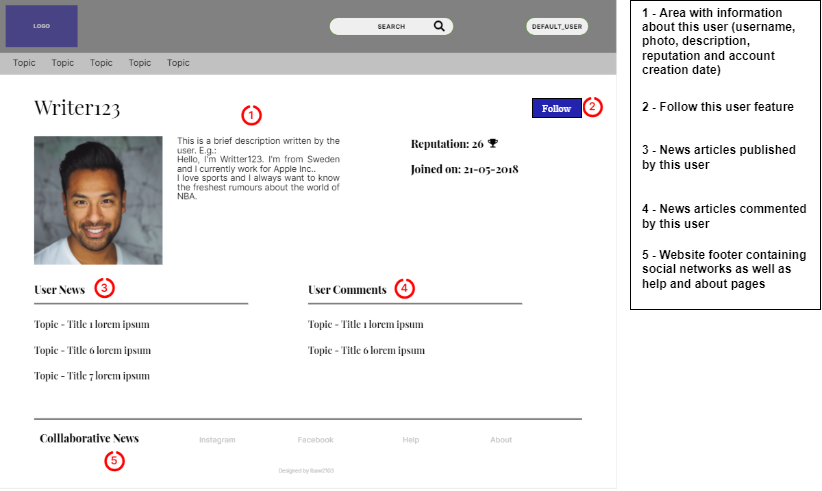 LOGO
SEARCH
DEFAULT_USER
Topic Topic Topic Topic Topic
Writer123
1
Follow
2
This is a brief description written by the
user. E.g.:
Hello, I'm Writter123. I'm from Sweden
and I currently work for Apple Inc..
I love sports and I always want to know
the freshest rumours about the world of
NBA.
Reputation: 26
Joined on: 21-05-2018
User News
3
Topic - Title 1 lorem ipsum
Topic - Title 6 lorem ipsum
Topic - Title 7 lorem ipsum
User Comments
4
Topic - Title 1 lorem ipsum
Topic - Title 6 lorem ipsum
Colllaborative News
5
Instagram Facebook Help About
Designed by
1 - Area with information
about this user (username,
photo, description,
reputation and account
creation date)
2 - Follow this user feature
3 - News articles published
by this user
4 - News articles commented
by this user
5 - Website footer containing
social networks as well as
help and about pages